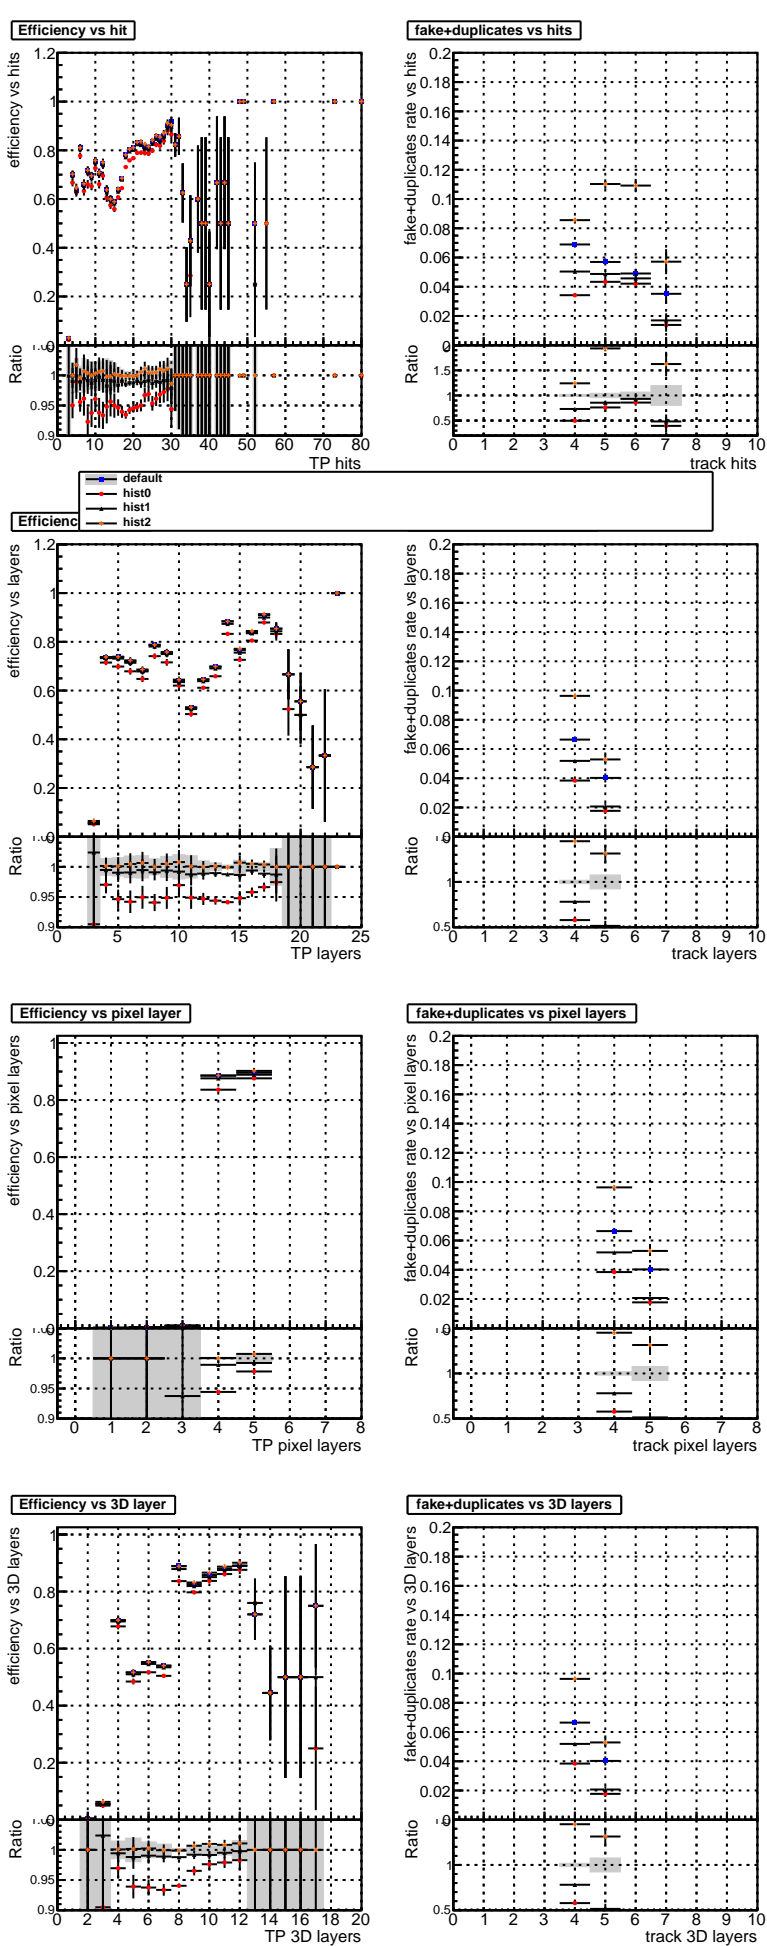 Efficiency vs hit
efficiency vs hits
1.2
1
0.8
0.6
0.4
0.2
Ratio
1
0.95
0.9
0 10 20 30 40 50 60 70 80
TP hits
fake+duplicates vs hits
fake+duplicates rate vs hits
0.2
0.18
0.16
0.14
0.12
0.1
0.08
0.06
0.04
0.02
0
Ratio
1.5
1
0.5
0 1 2 3 4 5 6 7 8 9 10
track hits
default
hist0
hist1
hist2
Efficienc
efficiency vs layers
1.2
1
0.8
0.6
0.4
0.2
Ratio
1
0.95
0.9
0 5 10 15 20 25
TP layers
fake+duplicates rate vs layers
0.2
0.18
0.16
0.14
0.12
0.1
0.08
0.06
0.04
0.02
Ratio
1
0.5
0 1 2 3 4 5 6 7 8 9 10
track layers
Efficiency vs pixel layer
efficiency vs pixel layers
1
0.8
0.6
0.4
0.2
Ratio
1
0.95
0.9
0 1 2 3 4 5 6 7 8
TP pixel layers
fake+duplicates vs pixel layers
fake+duplicates rate vs pixel layers
0.2
0.18
0.16
0.14
0.12
0.1
0.08
0.06
0.04
0.02
Ratio
1
0.5
0 1 2 3 4 5 6 7 8
track pixel layers
Efficiency vs 3D layer
efficiency vs 3D layers
1
0.8
0.6
0.4
0.2
Ratio
1
0.95
0.9
0 2 4 6 8 10 12 14 16 18 20
TP 3D layers
fake+duplicates vs 3D layers
fake+duplicates rate vs 3D layers
0.2
0.18
0.16
0.14
0.12
0.1
0.08
0.06
0.04
0.02
Ratio
1
0.5
0 1 2 3 4 5 6 7 8 9 10
track 3D layers